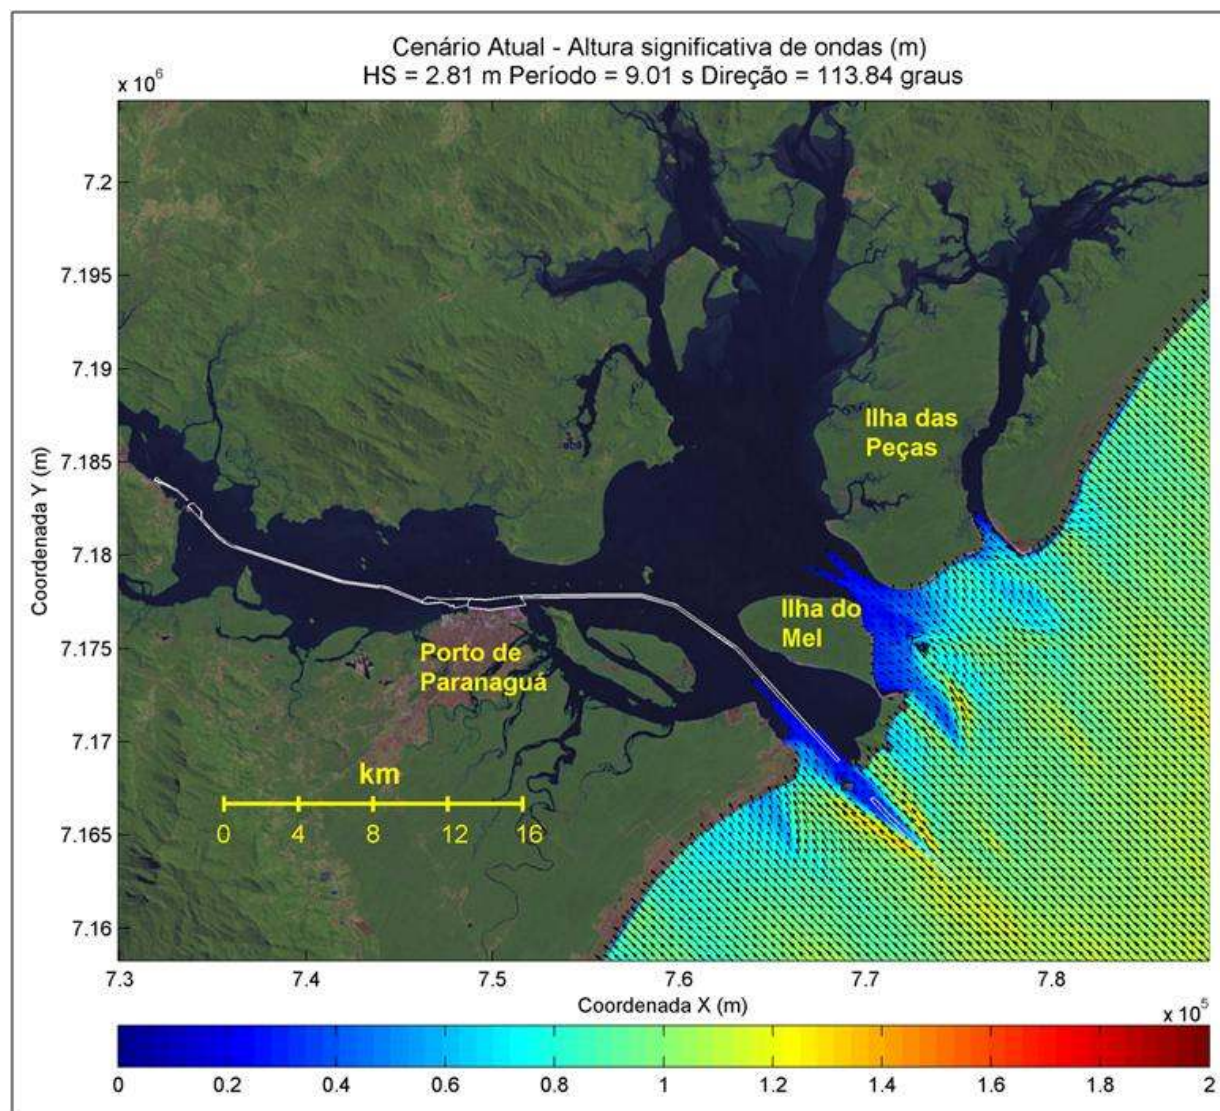 Cenário Atual - Altura significativa de ondas (m)
HS = 2.81 m Período = 9.01 s Direção = 113.84 graus
x 10^6
7.2
7.195
7.19
7.185
7.18
7.175
7.17
7.165
7.16
Coordenada Y (m)
Ilha das
Peças
Ilha do
Mel
Porto de
Paranaguá
km
0 4 8 12 16
7.3 7.4 7.5 7.6 7.7 7.8
Coordenada X (m)
x 10^5
0 0.2 0.4 0.6 0.8 1 1.2 1.4 1.6 1.8 2